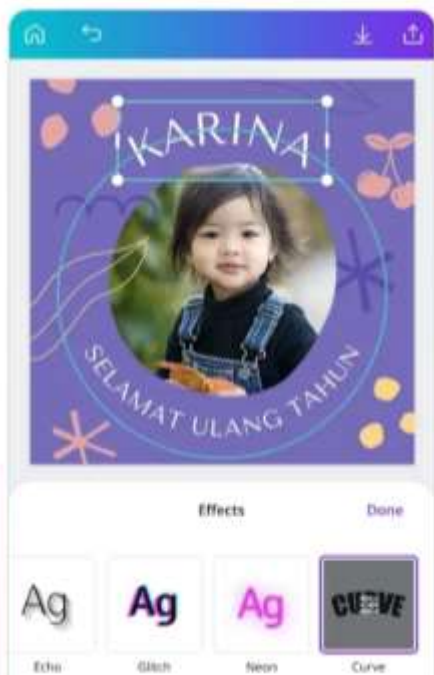 KARINA
SELAMAT ULANG TAHUN
Effects
Done
Ag
Ag
Ag
CURVE
Echo
Glitch
Neon
Curve